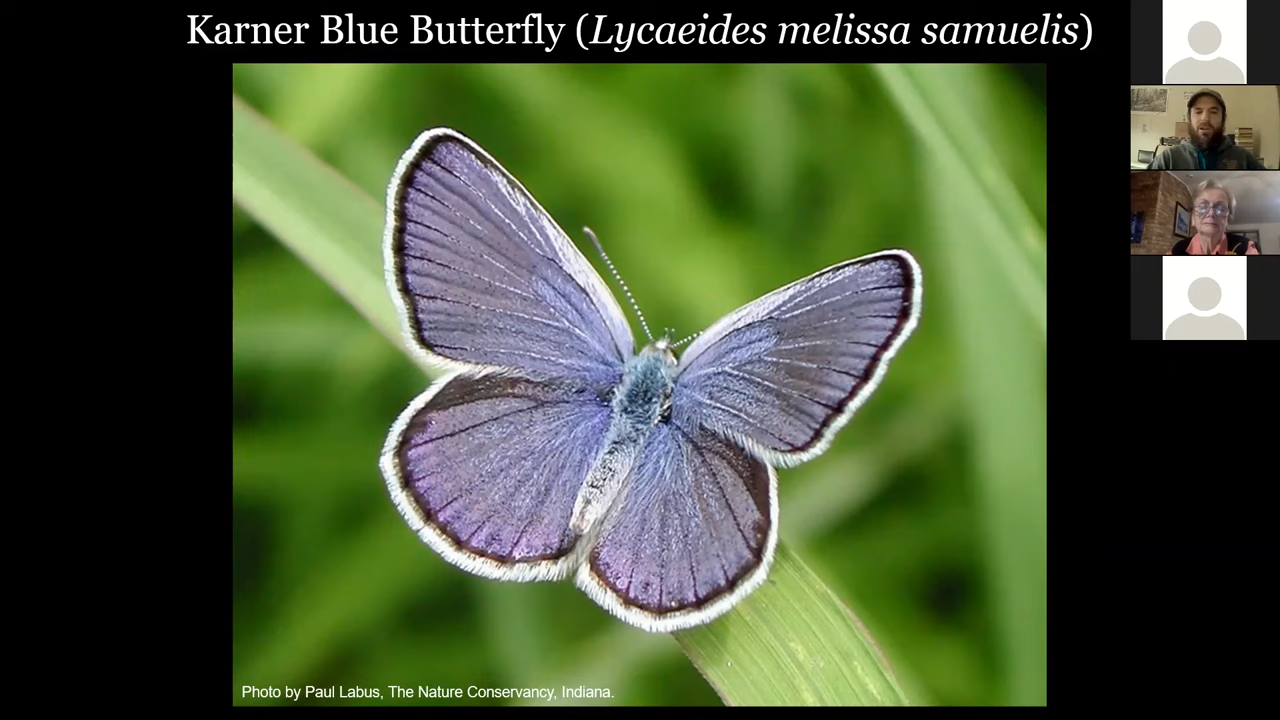 Karner Blue Butterfly (Lycaeides melissa samuelis)
Photo by Paul Labus, The Nature Conservancy, Indiana.